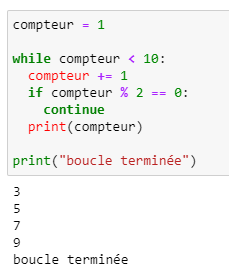 compteur = 1
while compteur < 10:
compteur += 1
if compteur % 2 == 0:
continue
print(compteur)
print("boucle terminée")
3
5
7
9
boucle terminée